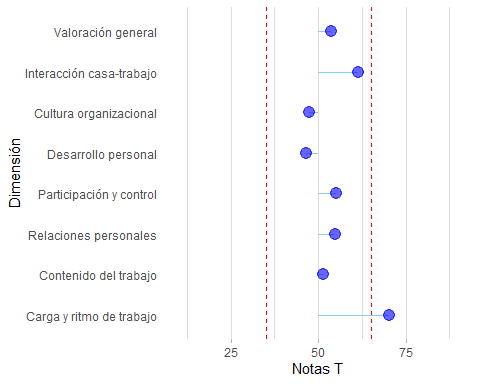 Valoración general
Interacción casa-trabajo
Cultura organizacional
Desarrollo personal
Participación y control
Relaciones personales
Contenido del trabajo
Carga y ritmo de trabajo
Dimensión
25 50 75
Notas T